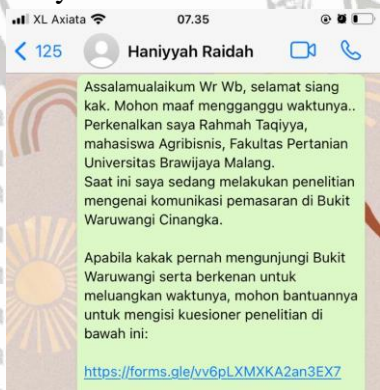 XL Axiata
07.35
125
Haniyyah Raidah
Assalamualaikum Wr Wb, selamat siang
kak. Mohon maaf mengganggu waktunya..
Perkenalkan saya Rahmah Taqiyya,
mahasiswa Agribisnis, Fakultas Pertanian
Universitas Brawijaya Malang.
Saat ini saya sedang melakukan penelitian
mengenai komunikasi pemasaran di Bukit
Waruwangi Cinangka.
Apabila kakak pernah mengunjungi Bukit
Waruwangi serta berkenan untuk
meluangkan waktunya, mohon bantuannya
untuk mengisi kuesioner penelitian di
bawah ini:
https://forms.gle/vv6pLXMXKA2an3EX7